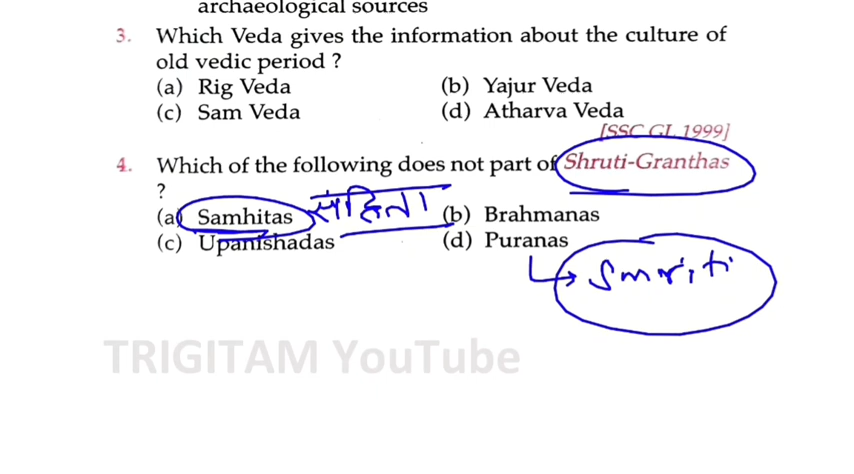 archaeological sources
3. Which Veda gives the information about the culture of
old vedic period ?
(a) Rig Veda (b) Yajur Veda
(c) Sam Veda (d) Atharva Veda
[SSC GL 1999]
4. Which of the following does not part of Shruti-Granthas
?
(a) Samhitas संहिता (b) Brahmanas
(c) Upanishadas (d) Puranas
Smriti
TRIGITAM YouTube